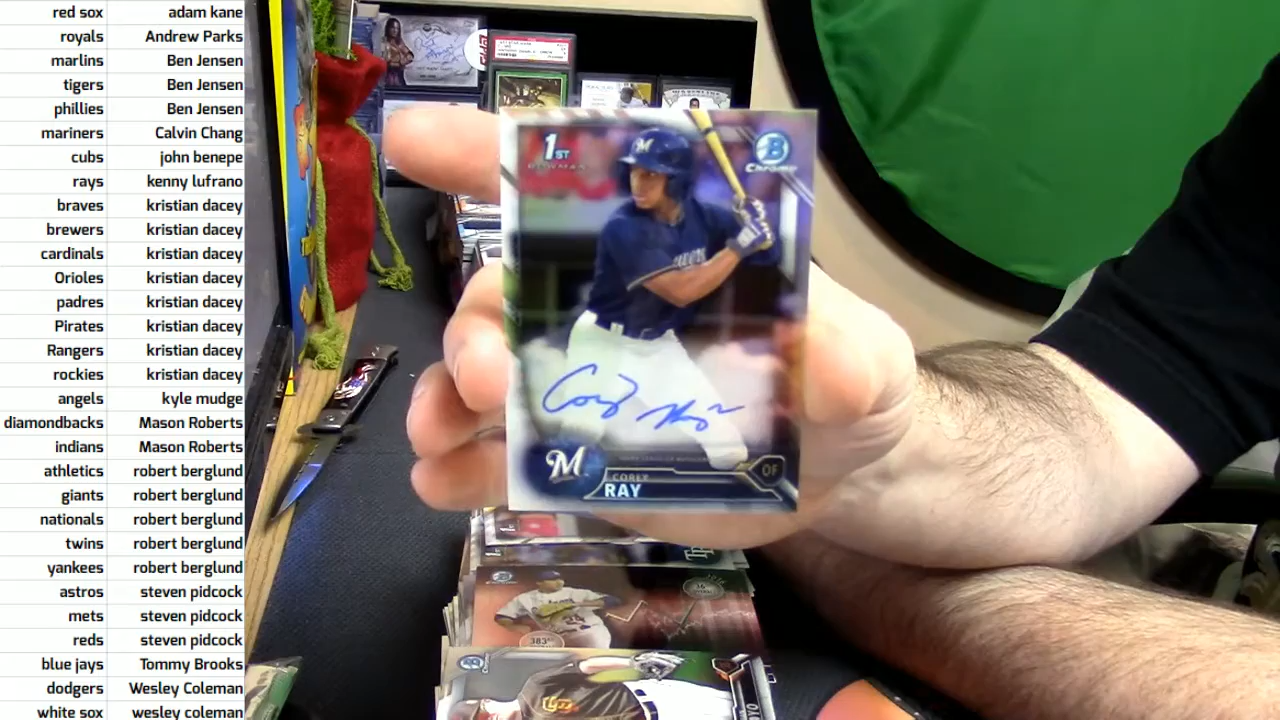 red sox adam kane
royals Andrew Parks
marlins Ben Jensen
tigers Ben Jensen
phillies Ben Jensen
mariners Calvin Chang
cubs john benepe
rays kenny lufrano
braves kristian dacey
brewers kristian dacey
cardinals kristian dacey
Orioles kristian dacey
padres kristian dacey
Pirates kristian dacey
Rangers kristian dacey
rockies kristian dacey
angels kyle mudge
diamondbacks Mason Roberts
indians Mason Roberts
athletics robert berglund
giants robert berglund
nationals robert berglund
twins robert berglund
yankees robert berglund
astros steven pidcock
mets steven pidcock
reds steven pidcock
blue jays Tommy Brooks
dodgers Wesley Coleman
white sox wesley coleman
1ST
BOWMAN
B
Chrome
M
Corey Ray
M
OF
COREY
RAY
383